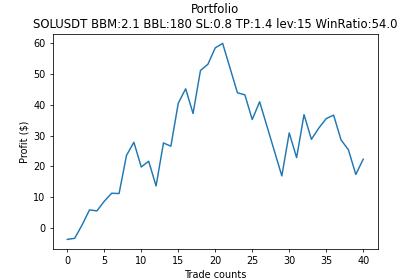 Portfolio
SOLUSDT BBM:2.1 BBL:180 SL:0.8 TP:1.4 lev:15 WinRatio:54.0
60
50
40
30
20
10
0
Profit ($)
0 5 10 15 20 25 30 35 40
Trade counts